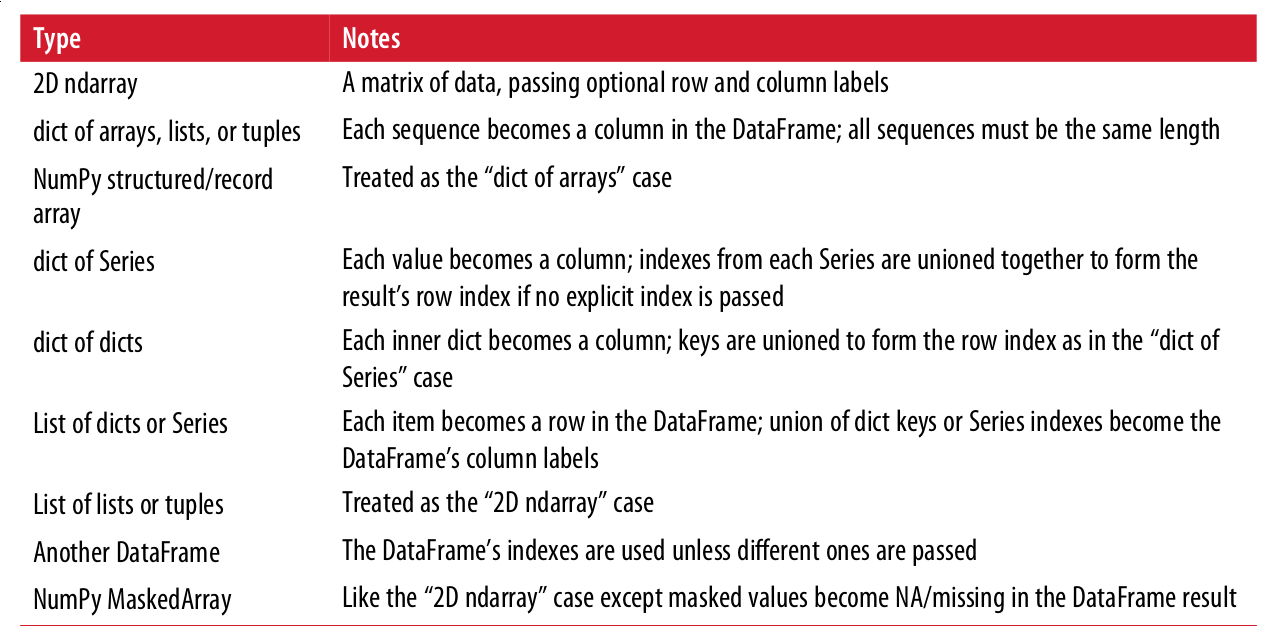 Type Notes
2D ndarray A matrix of data, passing optional row and column labels
dict of arrays, lists, or tuples Each sequence becomes a column in the DataFrame; all sequences must be the same length
NumPy structured/record Treated as the “dict of arrays” case
array
dict of Series Each value becomes a column; indexes from each Series are unioned together to form the
result’s row index if no explicit index is passed
dict of dicts Each inner dict becomes a column; keys are unioned to form the row index as in the “dict of
Series” case
List of dicts or Series Each item becomes a row in the DataFrame; union of dict keys or Series indexes become the
DataFrame’s column labels
List of lists or tuples Treated as the “2D ndarray” case
Another DataFrame The DataFrame’s indexes are used unless different ones are passed
NumPy MaskedArray Like the “2D ndarray” case except masked values become NA/missing in the DataFrame result